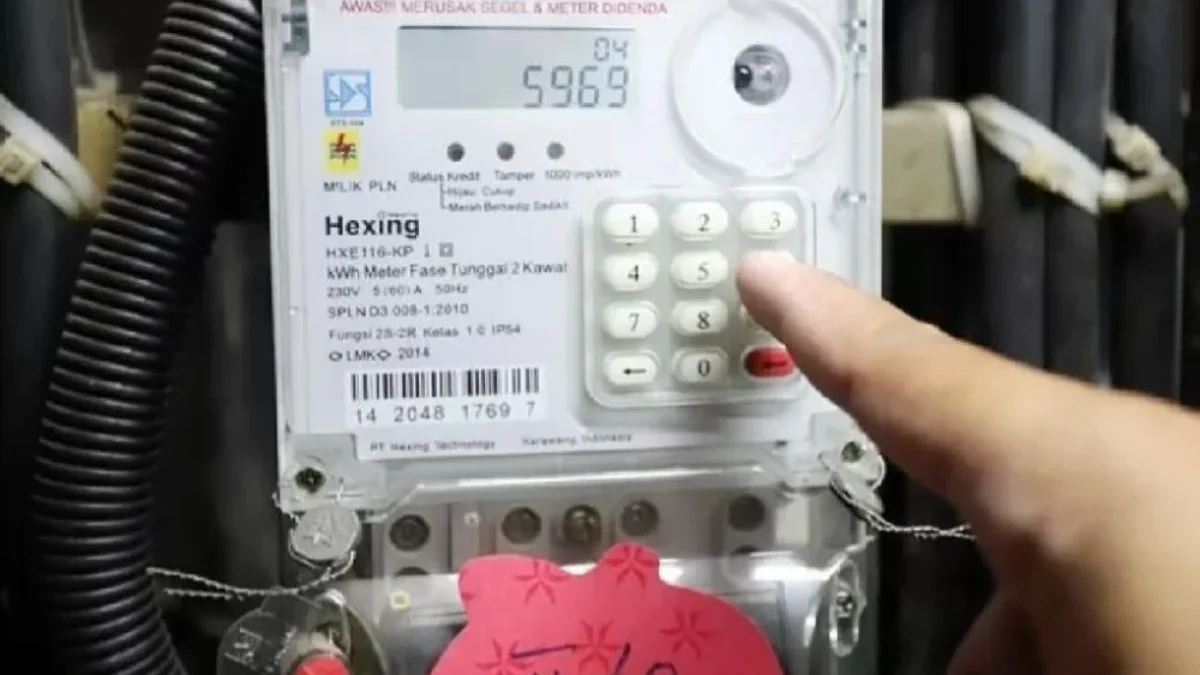 AWAS!!! MERUSAK SEGEL & METER DIDENDA
04
5969
MILIK PLN
Status Kredit Tamper 1000 imp/kWh
Hijau: Cukup
Merah Berkedip: Sedikit
Hexing
HXE116-KP
kWh Meter Fase Tunggal 2 Kawat
230V 5(60)A 50Hz
SPLN D3.008-1:2010
Fungsi 2S-2R Kelas 1.0 IP54
LMK 2014
14 2048 1769 7
PT Hexing Technology Karawang, Indonesia
1 2 3
4 5
7 8
0